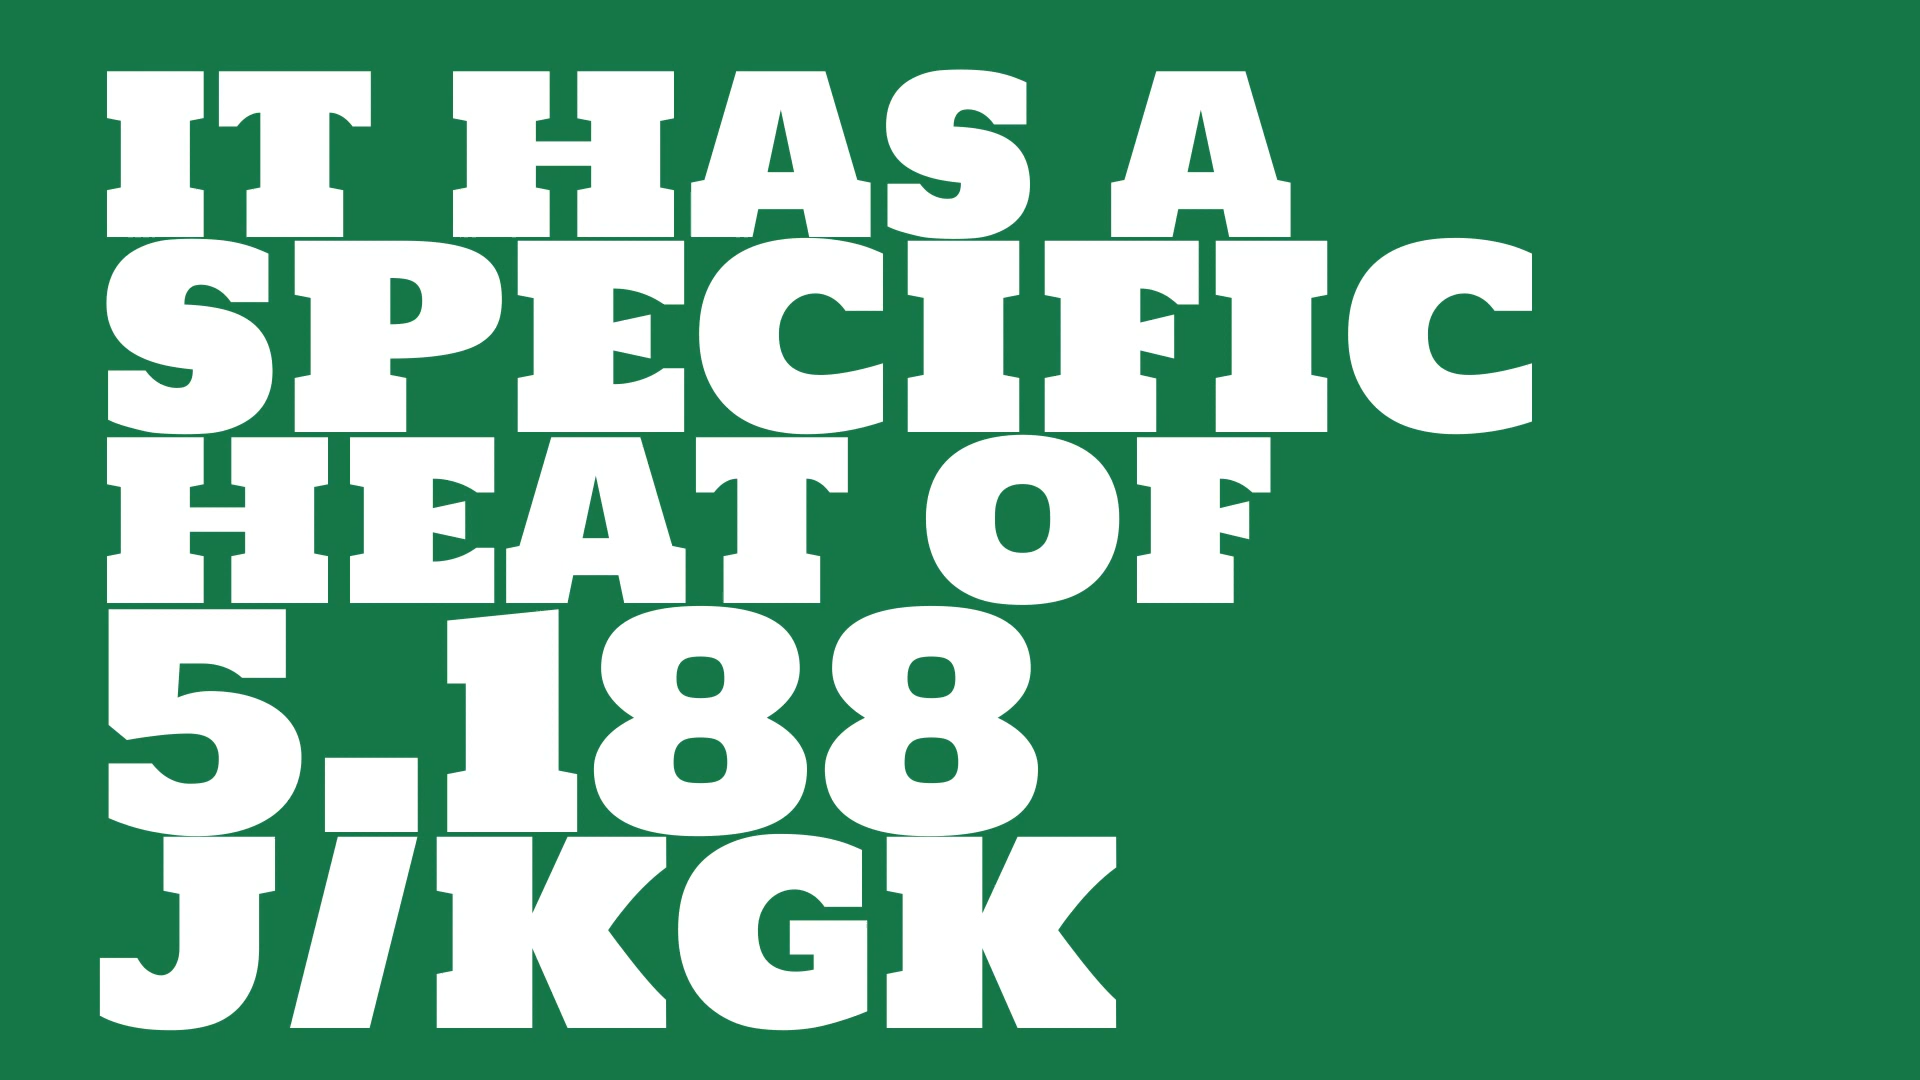 IT HAS A
SPECIFIC
HEAT OF
5.188
J/KGK